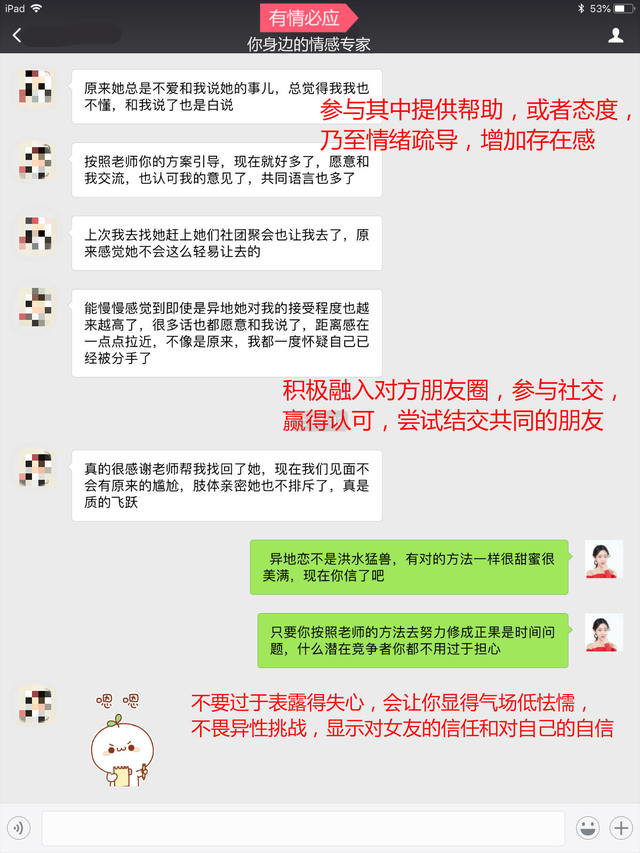 iPad
53%
有情必应
你身边的情感专家
原来她总是不爱和我说她的事儿，总觉得我我也
不懂，和我说了也是白说
参与其中提供帮助，或者态度，
乃至情绪疏导，增加存在感
按照老师你的方案引导，现在就好多了，愿意和
我交流，也认可我的意见了，共同语言也多了
上次我去找她赶上她们社团聚会也让我去了，原
来感觉她不会这么轻易让去的
能慢慢感觉到即使是异地她对我的接受程度也越
来越高了，很多话也都愿意和我说了，距离感在
一点点拉近，不像是原来，我都一度怀疑自己已
经被分手了
积极融入对方朋友圈，参与社交，
赢得认可，尝试结交共同的朋友
真的很感谢老师帮我找回了她，现在我们见面不
会有原来的尴尬，肢体亲密她也不排斥了，真是
质的飞跃
异地恋不是洪水猛兽，有对的方法一样很甜蜜很
美满，现在你信了吧
只要你按照老师的方法去努力修成正果是时间问
题，什么潜在竞争者你都不用过于担心
嗯 嗯
不要过于表露得失心，会让你显得气场低怯懦，
不畏异性挑战，显示对女友的信任和对自己的自信